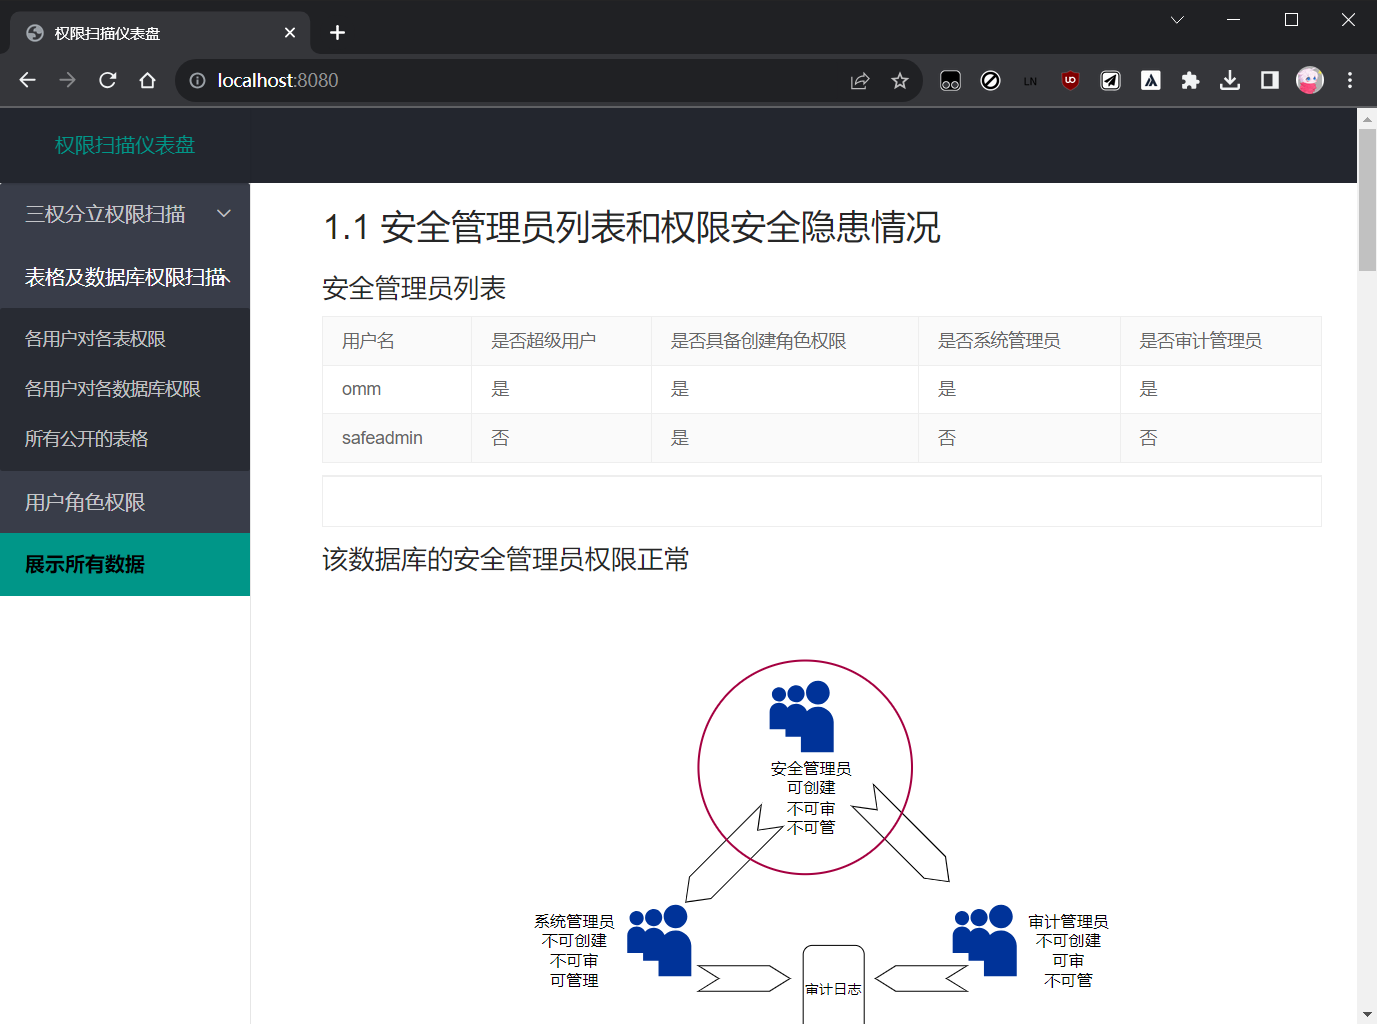 权限扫描仪表盘
localhost:8080
LN
UD
权限扫描仪表盘
三权分立权限扫描
表格及数据库权限扫描
各用户对各表权限
各用户对各数据库权限
所有公开的表格
用户角色权限
展示所有数据
1.1 安全管理员列表和权限安全隐患情况
安全管理员列表
用户名 是否超级用户 是否具备创建角色权限 是否系统管理员 是否审计管理员
omm 是 是 是 是
safeadmin 否 是 否 否
该数据库的安全管理员权限正常
安全管理员
可创建
不可审
不可管
系统管理员
不可创建
不可审
可管理
审计管理员
不可创建
可审
不可管
审计日志